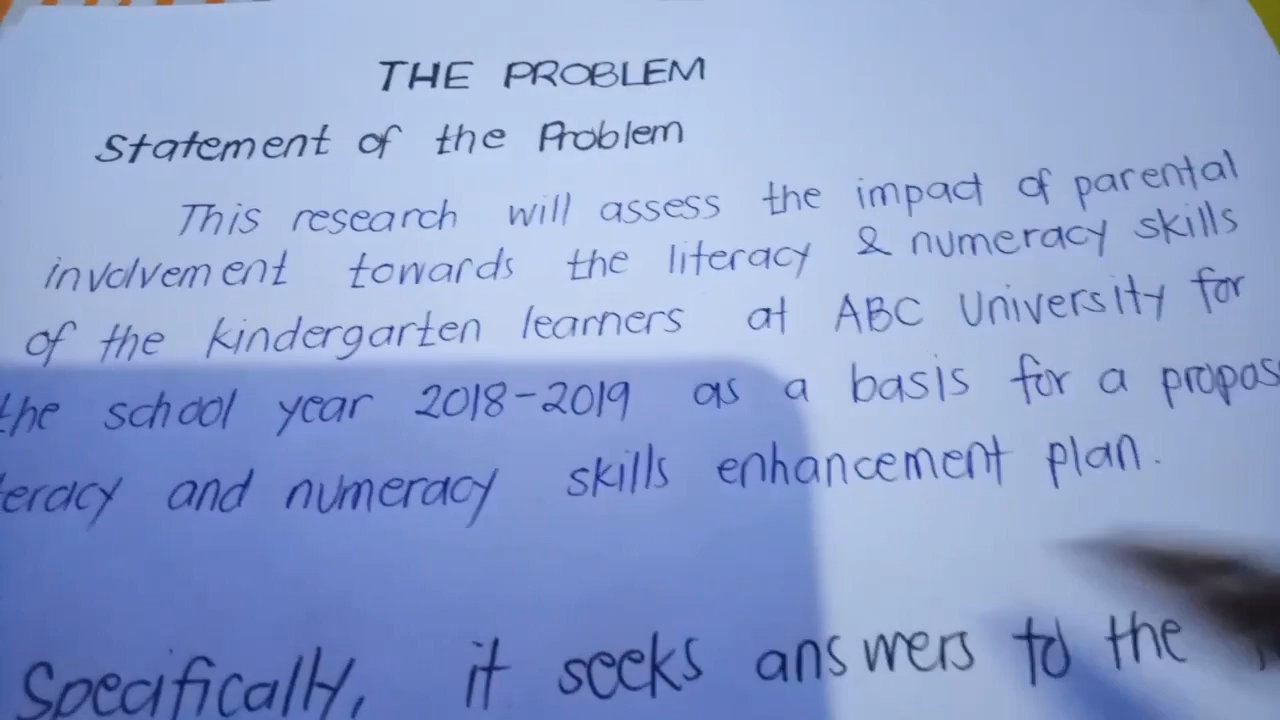 THE PROBLEM
Statement of the Problem
This research will assess the impact of parental
involvement towards the literacy & numeracy skills
of the kindergarten learners at ABC University for
the school year 2018-2019 as a basis for a propos
teracy and numeracy skills enhancement plan.
Specifically, it seeks answers to the